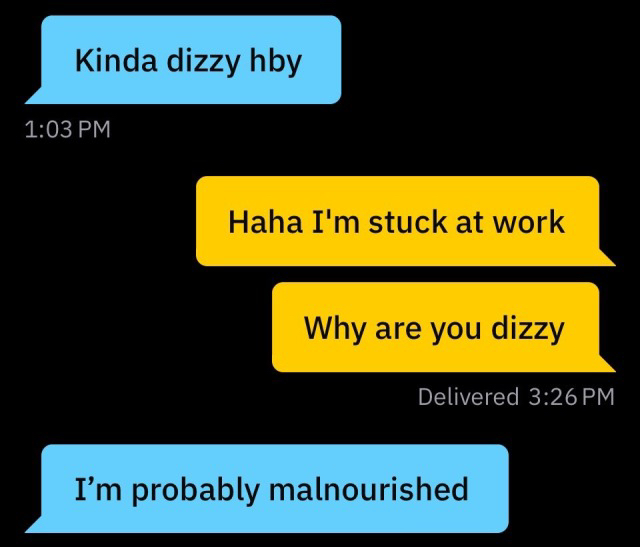 Kinda dizzy hby
1:03 PM
Haha I'm stuck at work
Why are you dizzy
Delivered 3:26 PM
I’m probably malnourished